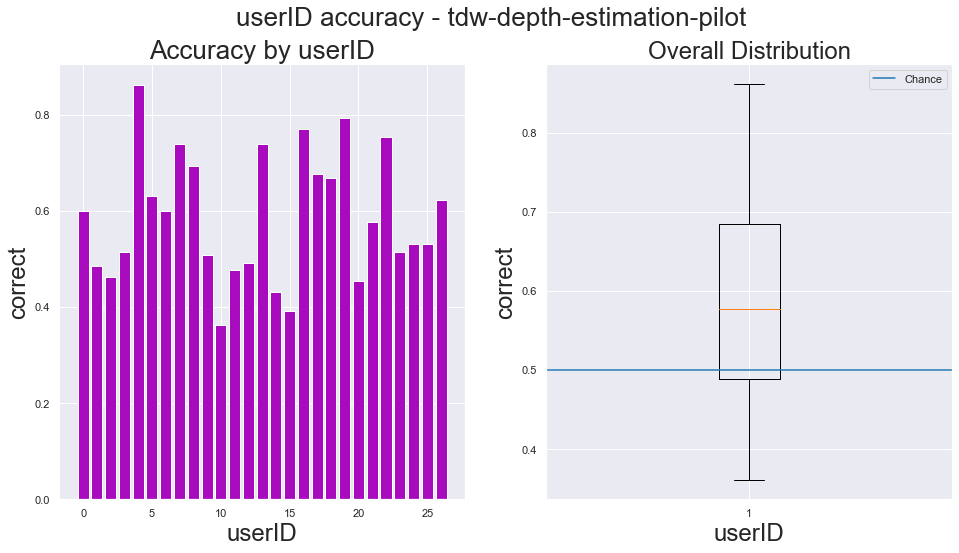 userID accuracy - tdw-depth-estimation-pilot
Accuracy by userID
correct
0.8
0.6
0.4
0.2
0.0
0 5 10 15 20 25
userID
Overall Distribution
Chance
correct
0.8
0.7
0.6
0.5
0.4
1
userID